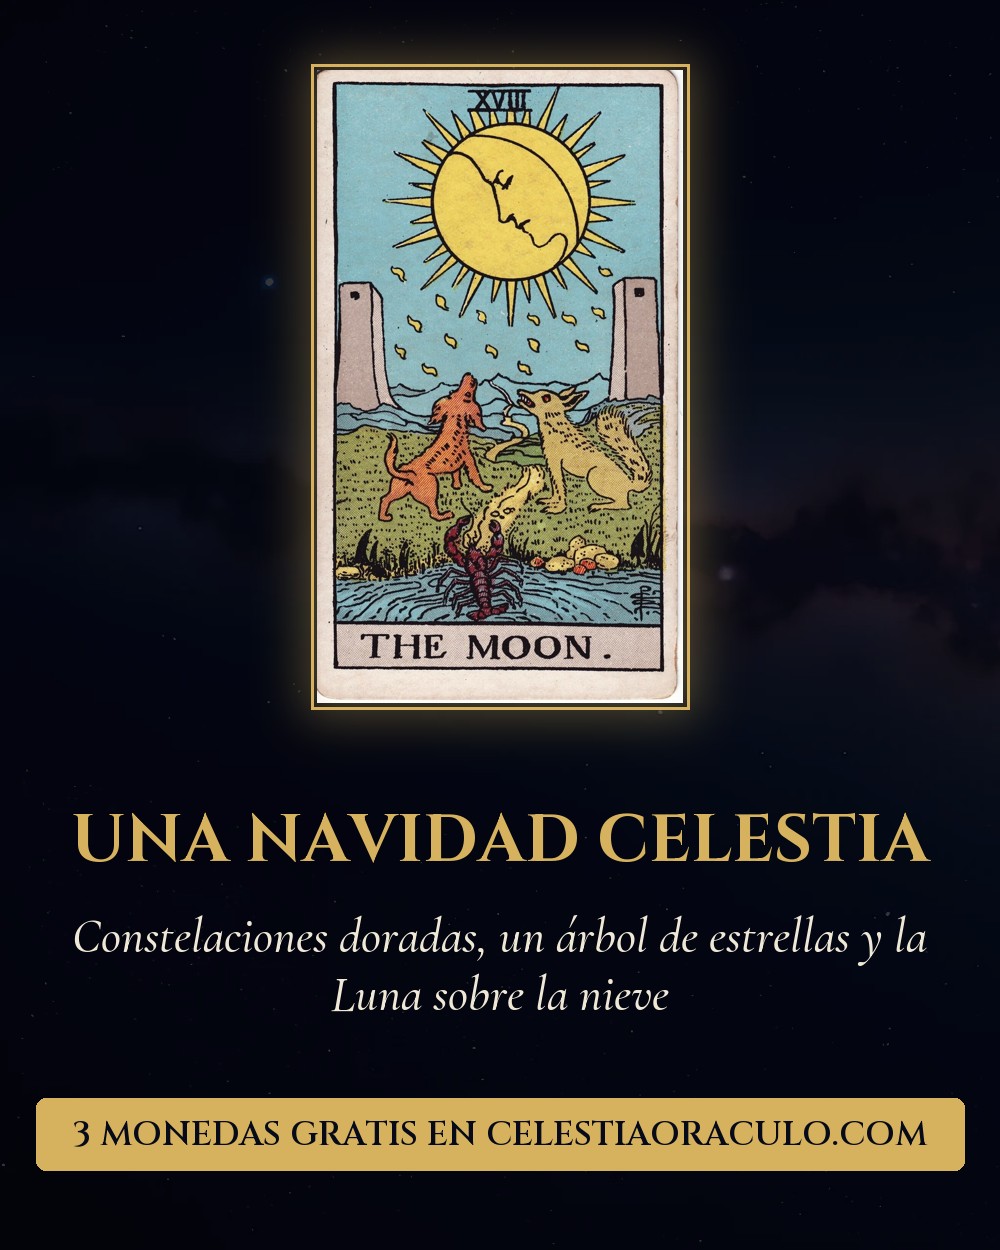 XVIII
THE MOON.
UNA NAVIDAD CELESTIA
Constelaciones doradas, un árbol de estrellas y la
Luna sobre la nieve
3 MONEDAS GRATIS EN CELESTIAORACULO.COM